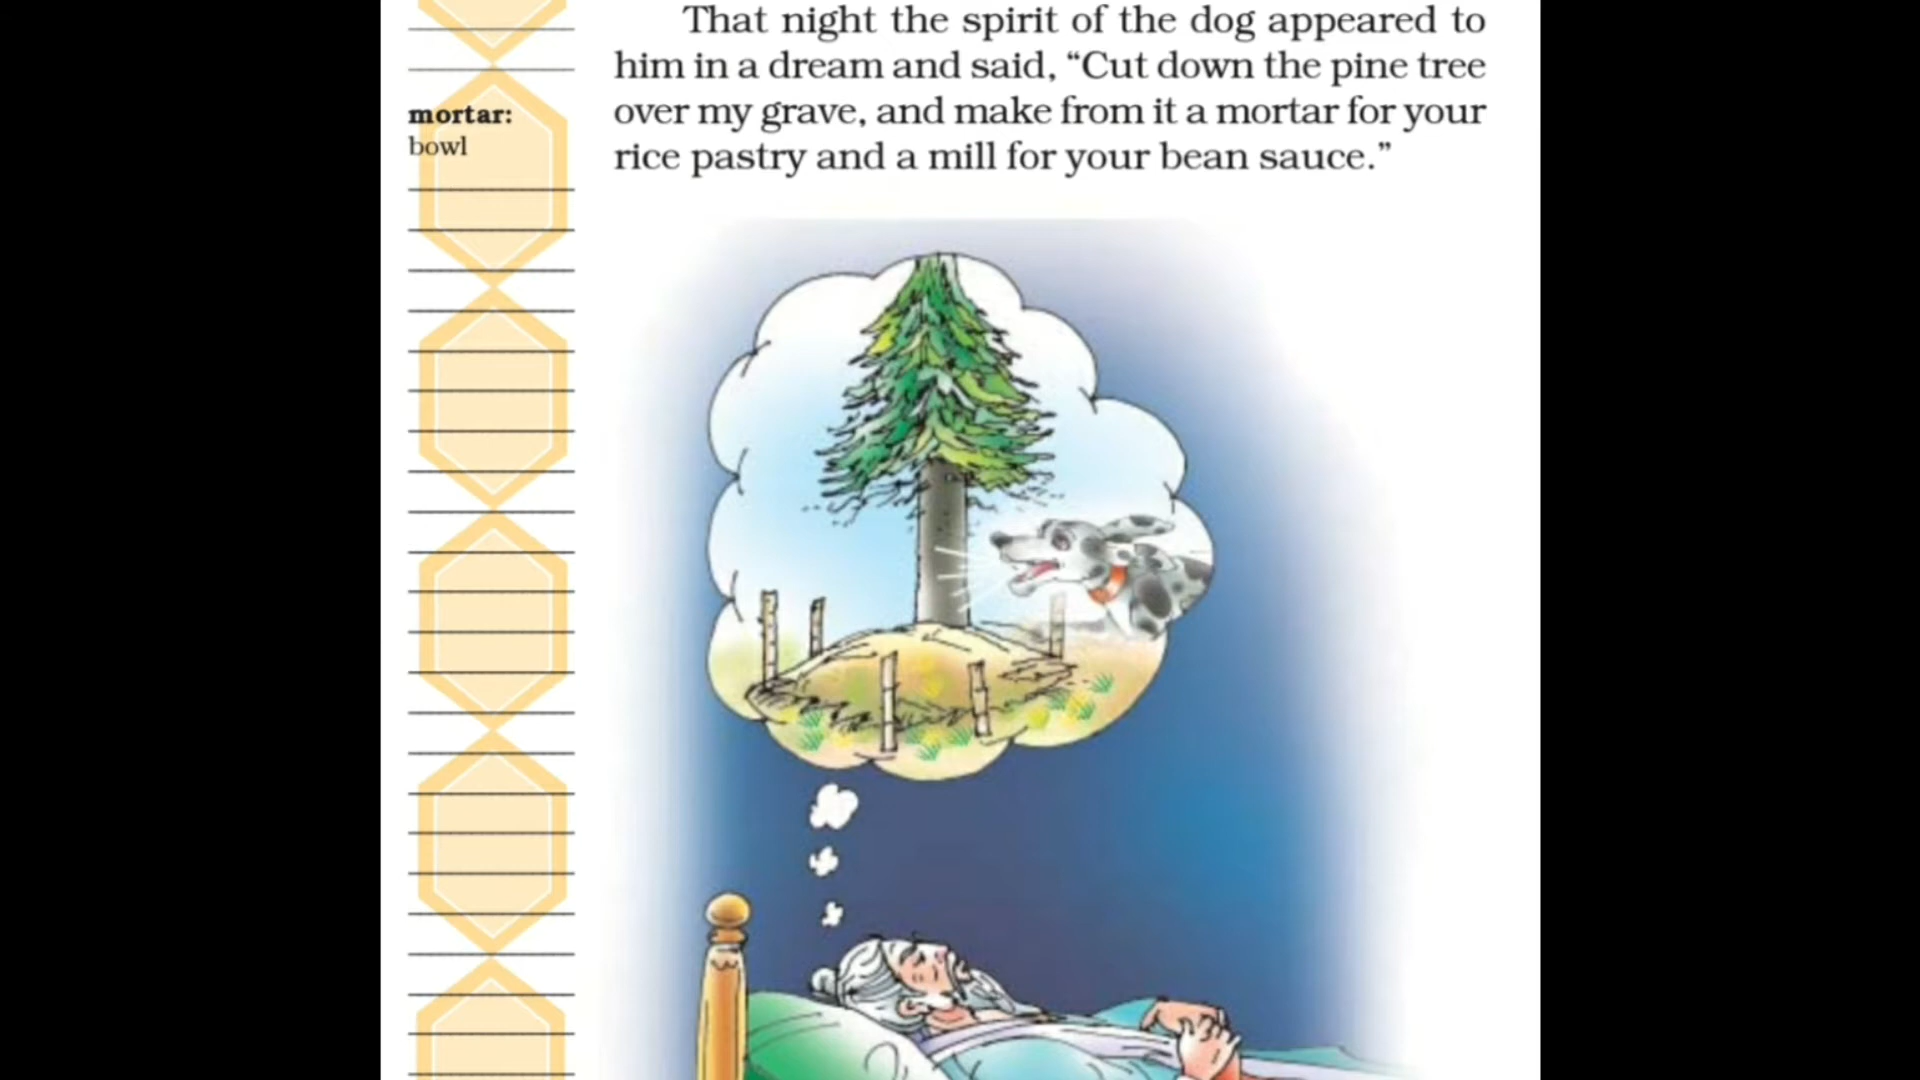 That night the spirit of the dog appeared to
him in a dream and said, “Cut down the pine tree
over my grave, and make from it a mortar for your
rice pastry and a mill for your bean sauce.”
mortar:
bowl